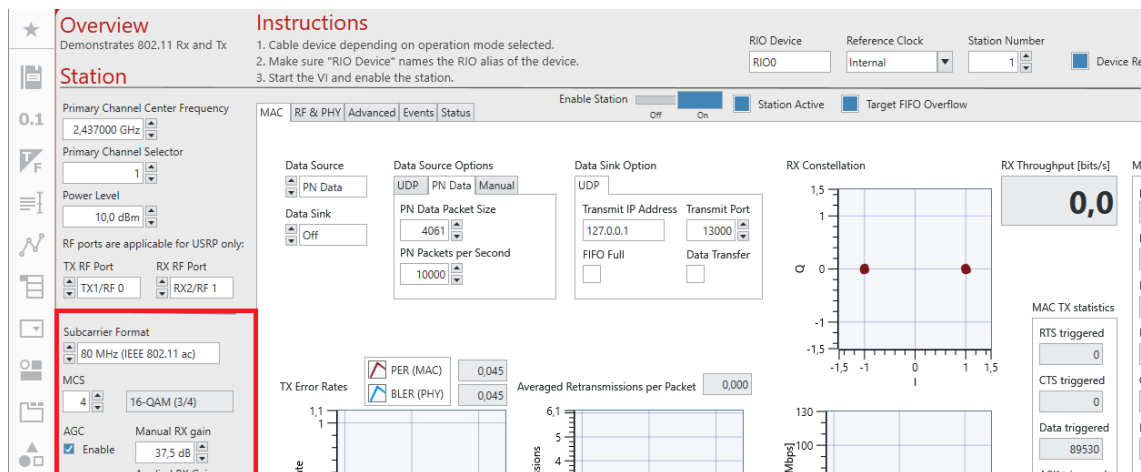 Overview
Demonstrates 802.11 Rx and Tx
Station
Primary Channel Center Frequency
2,437000 GHz
Primary Channel Selector
1
Power Level
10,0 dBm
RF ports are applicable for USRP only:
TX RF Port RX RF Port
TX1/RF 0 RX2/RF 1
Subcarrier Format
80 MHz (IEEE 802.11 ac)
MCS
4 16-QAM (3/4)
AGC Manual RX gain
Enable 37,5 dB
0.1
T F
Instructions
1. Cable device depending on operation mode selected.
2. Make sure "RIO Device" names the RIO alias of the device.
3. Start the VI and enable the station.
RIO Device Reference Clock Station Number
RIO0 Internal 1 Device Re
Enable Station Off On Station Active Target FIFO Overflow
MAC RF & PHY Advanced Events Status
Data Source
PN Data
Data Sink
Off
Data Source Options
UDP PN Data Manual
PN Data Packet Size
4061
PN Packets per Second
10000
Data Sink Option
UDP
Transmit IP Address Transmit Port
127.0.0.1 13000
FIFO Full Data Transfer
RX Constellation
1,5
1
Q 0
-1
-1,5
-1,5 -1 0 1 1,5
I
RX Throughput [bits/s] M
0,0
MAC TX statistics
RTS triggered
0
CTS triggered
0
Data triggered
89530
TX Error Rates
PER (MAC) 0,045
BLER (PHY) 0,045
1,1
1
Averaged Retransmissions per Packet 0,000
6,1
5
4
130
100